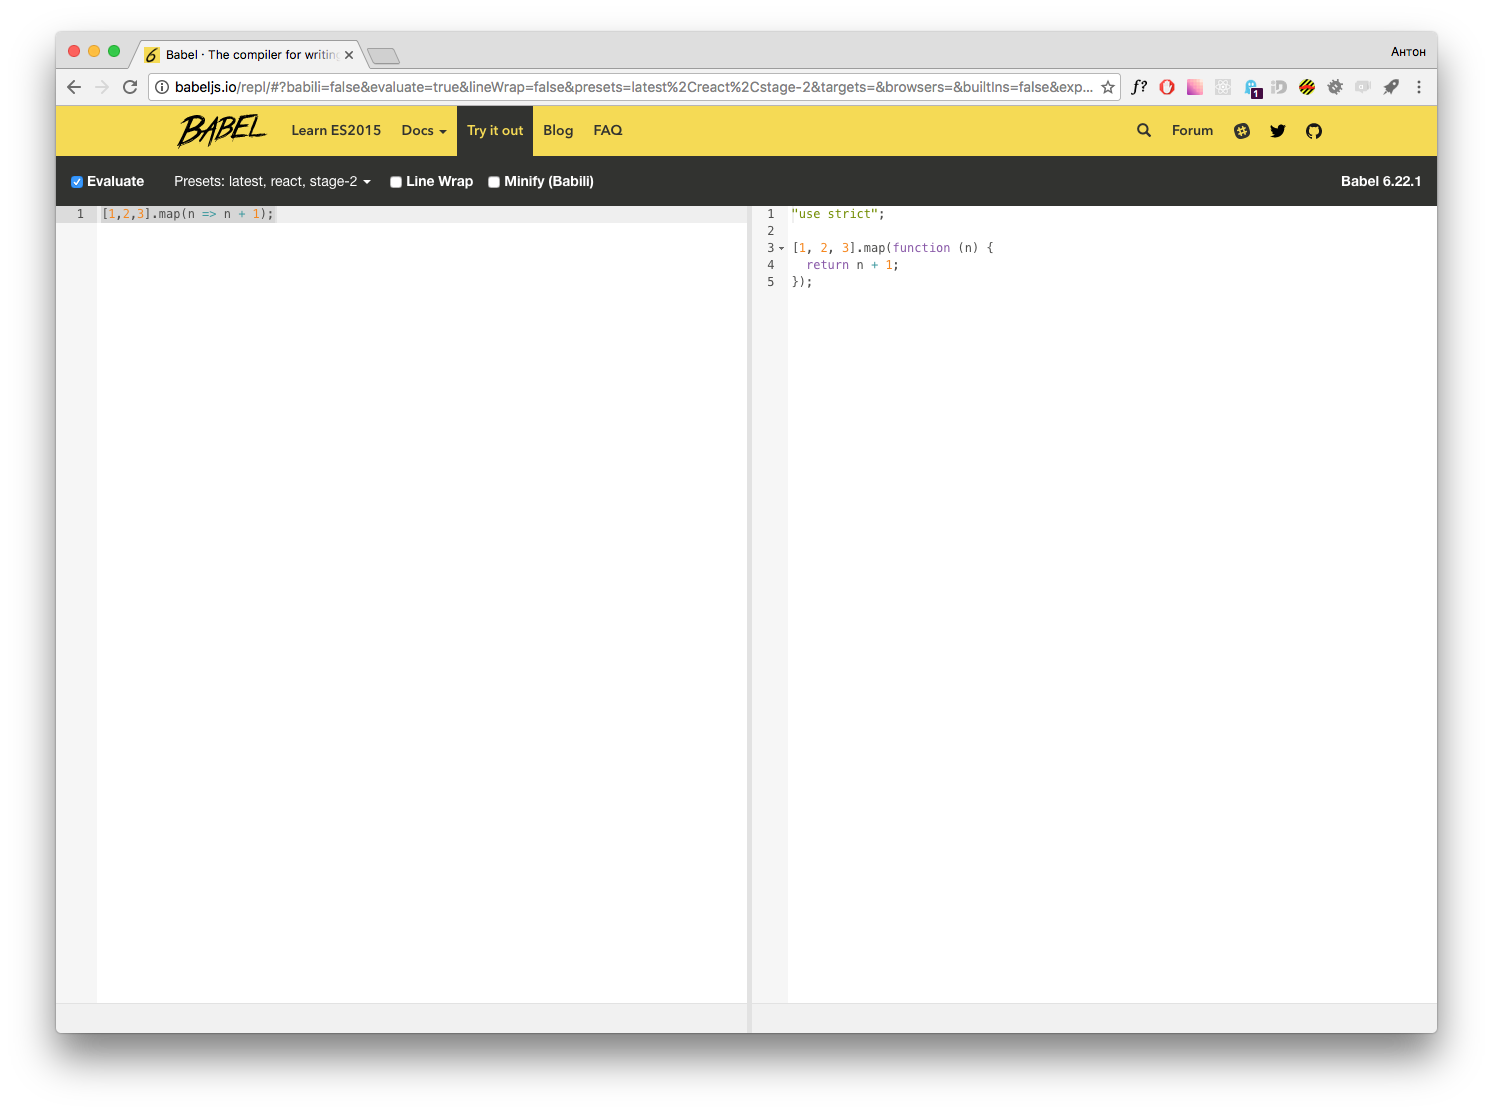 Babel · The compiler for writing
Антон
babeljs.io/repl/#?babili=false&evaluate=true&lineWrap=false&presets=latest%2Creact%2Cstage-2&targets=&browsers=&builtIns=false&exp...
f?
1
BABEL
Learn ES2015 Docs Try it out Blog FAQ Forum
Evaluate Presets: latest, react, stage-2 Line Wrap Minify (Babili) Babel 6.22.1
1 [1,2,3].map(n => n + 1);
1 "use strict";
2
3 [1, 2, 3].map(function (n) {
4 return n + 1;
5 });